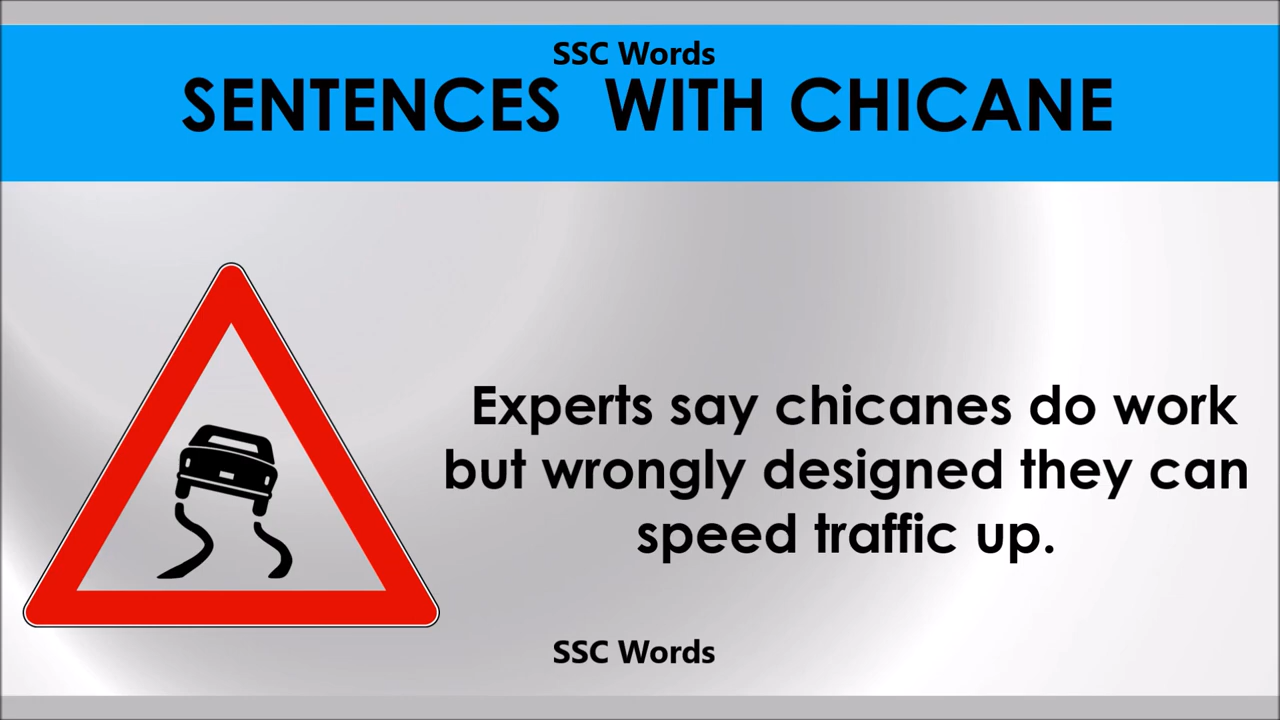 SSC Words
SENTENCES WITH CHICANE
Experts say chicanes do work
but wrongly designed they can
speed traffic up.
SSC Words